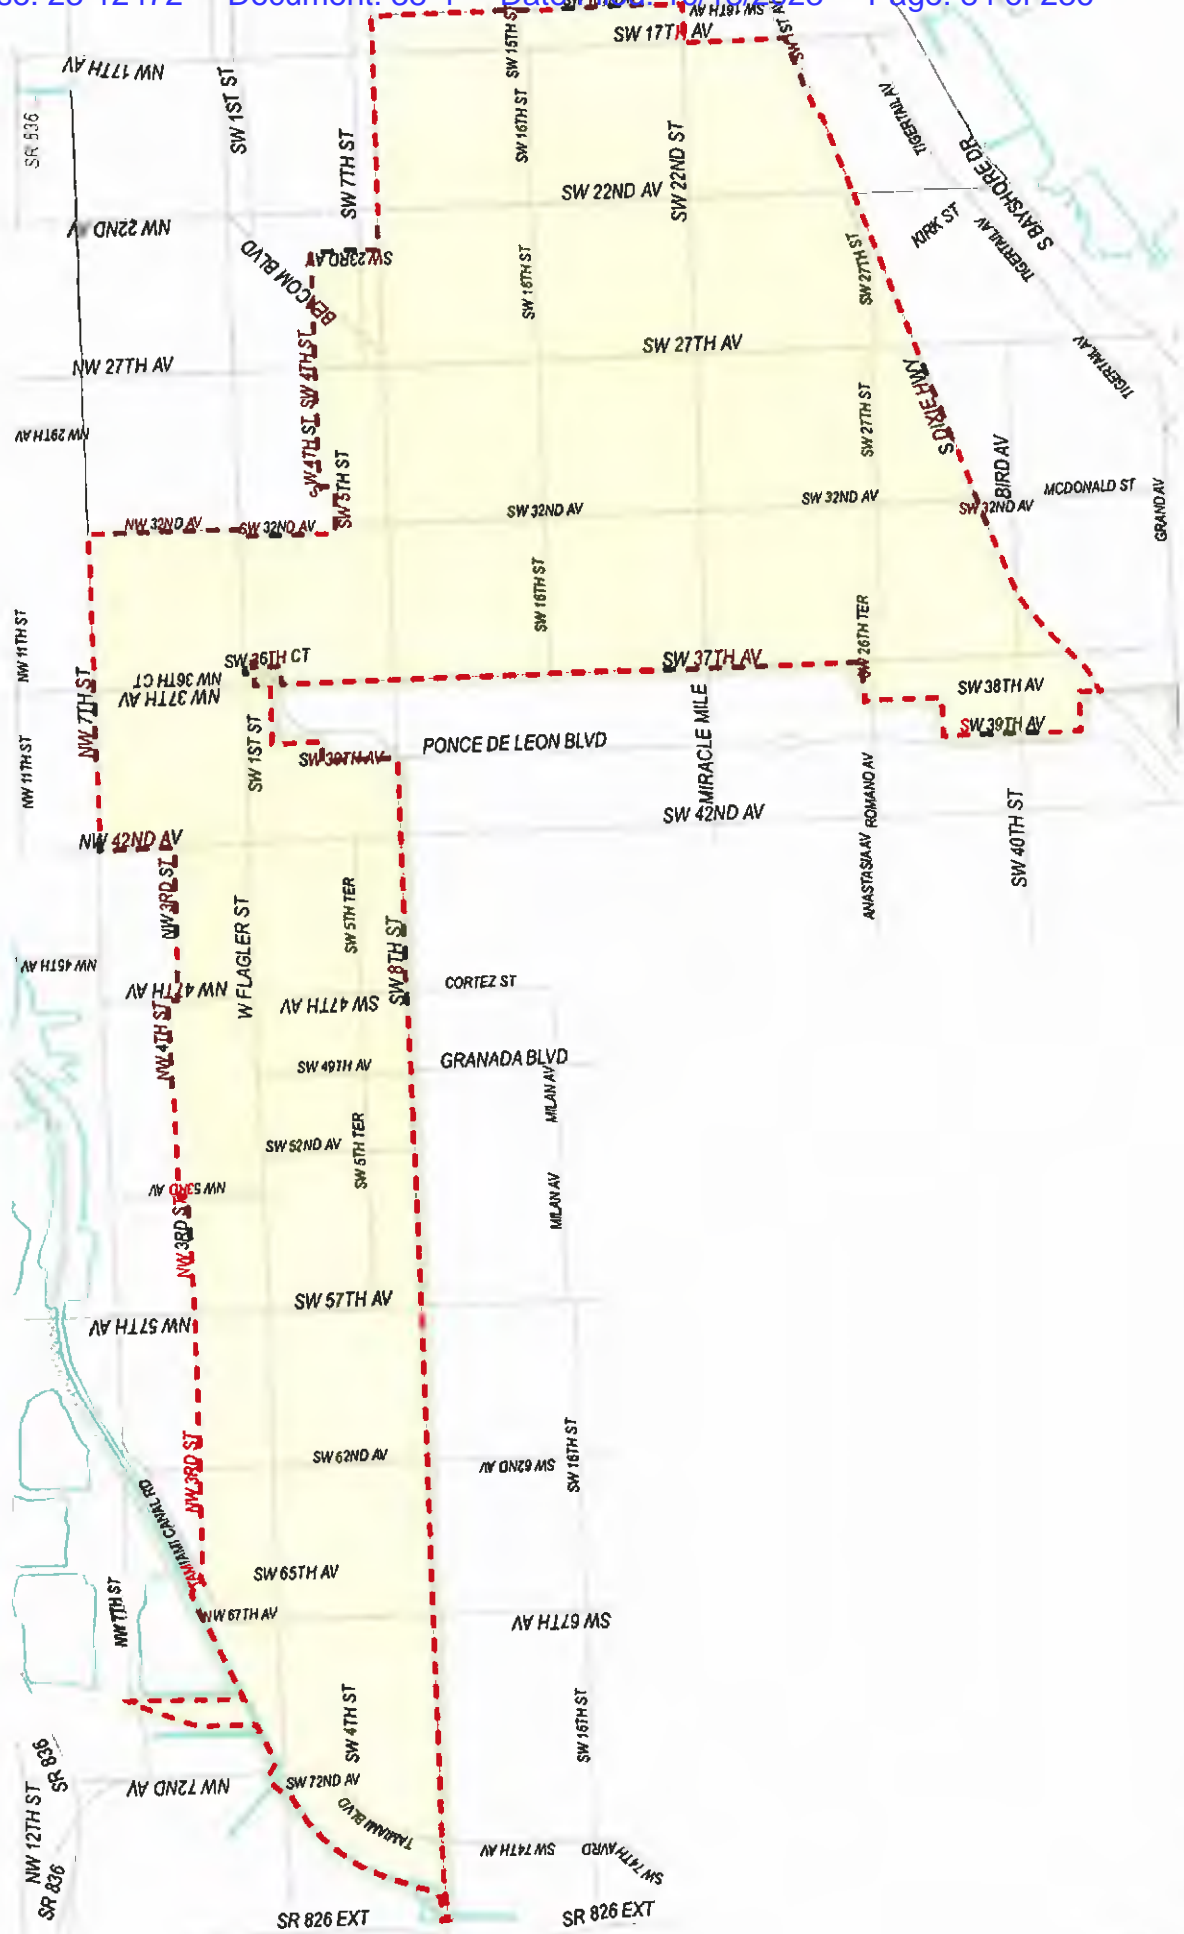 Document:
Page:
SW 16TH AV
SW 17TH AV
SW 1ST AV
SW 15TH ST
NW 17TH AV
SW 1ST ST
SR 836
SW 7TH ST
SW 16TH ST
SW 22ND ST
TIGERTAIL AV
S BAYSHORE DR
SW 22ND AV
NW 22ND AV
KIRK ST
TIGERTAIL AV
BEACOM BLVD
SW 23RD AV
SW 16TH ST
SW 27TH ST
SW 27TH AV
NW 27TH AV
SW 4TH ST
SW 4TH ST
TIGERTAIL AV
S DIXIE HWY
NW 29TH AV
SW 27TH ST
SW 5TH ST
BIRD AV
MCDONALD ST
GRAND AV
SW 32ND AV
SW 32ND AV
SW 32ND AV
NW 32ND AV
SW 32ND AV
NW 11TH ST
SW 16TH ST
SW 26TH TER
SW 36TH CT
NW 36TH CT
NW 37TH AV
SW 37TH AV
SW 38TH AV
NW 7TH ST
SW 39TH AV
SW 1ST ST
PONCE DE LEON BLVD
MIRACLE MILE
SW 39TH AV
NW 11TH ST
ROMANO AV
SW 42ND AV
NW 42ND AV
ANASTASIA AV
SW 40TH ST
NW 3RD ST
W FLAGLER ST
SW 5TH TER
SW 8TH ST
NW 45TH AV
NW 47TH AV
SW 47TH AV
CORTEZ ST
NW 4TH ST
SW 49TH AV
GRANADA BLVD
MILAN AV
SW 52ND AV
SW 5TH TER
NW 53RD AV
MILAN AV
NW 3RD ST
SW 57TH AV
NW 57TH AV
NW 3RD ST
SW 62ND AV
SW 62ND AV
SW 16TH ST
TAMIAMI CANAL RD
TAMIAMI
SW 65TH AV
NW 7TH ST
NW 67TH AV
SW 67TH AV
SW 4TH ST
SW 16TH ST
SR 836
NW 72ND AV
SW 72ND AV
NW 12TH ST
SR 836
TAMIAMI BLVD
SW 74TH AV
SW 74TH AVRD
SR 826 EXT
SR 826 EXT